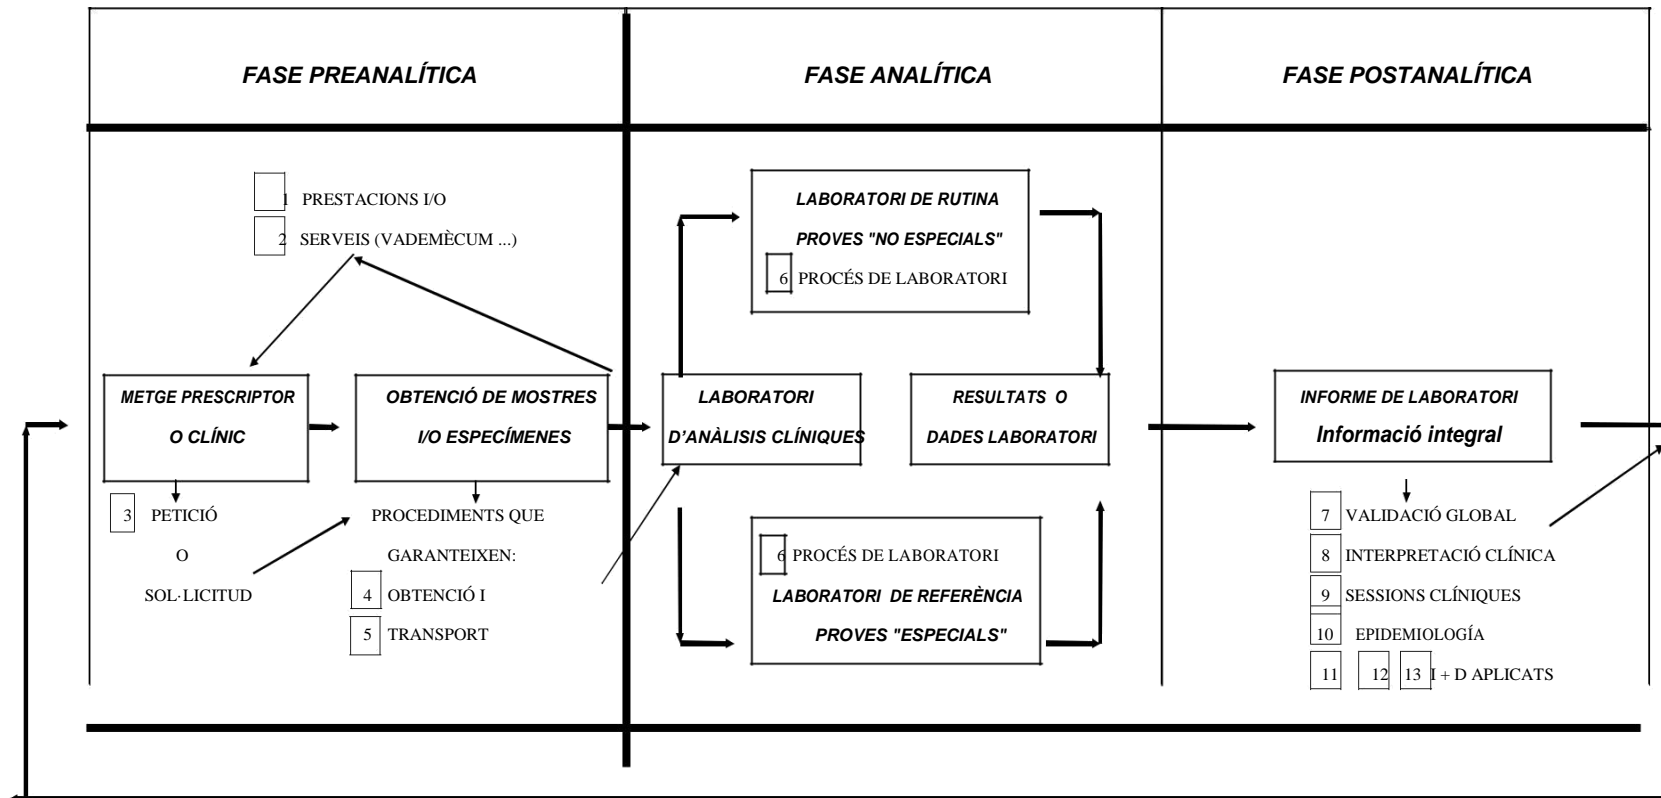 FASE PREANALÍTICA
FASE ANALÍTICA
FASE POSTANALÍTICA
1 PRESTACIONS I/O
2 SERVEIS (VADEMÈCUM ...)
METGE PRESCRIPTOR
O CLÍNIC
OBTENCIÓ DE MOSTRES
I/O ESPECÍMENES
3 PETICIÓ
O
SOL·LICITUD
PROCEDIMENTS QUE
GARANTEIXEN:
4 OBTENCIÓ I
5 TRANSPORT
LABORATORI DE RUTINA
PROVES "NO ESPECIALS"
6 PROCÉS DE LABORATORI
LABORATORI
D'ANÀLISIS CLÍNIQUES
RESULTATS O
DADES LABORATORI
6 PROCÉS DE LABORATORI
LABORATORI DE REFERÈNCIA
PROVES "ESPECIALS"
INFORME DE LABORATORI
Informació integral
7 VALIDACIÓ GLOBAL
8 INTERPRETACIÓ CLÍNICA
9 SESSIONS CLÍNIQUES
10 EPIDEMIOLOGÍA
11 12 13 I + D APLICATS